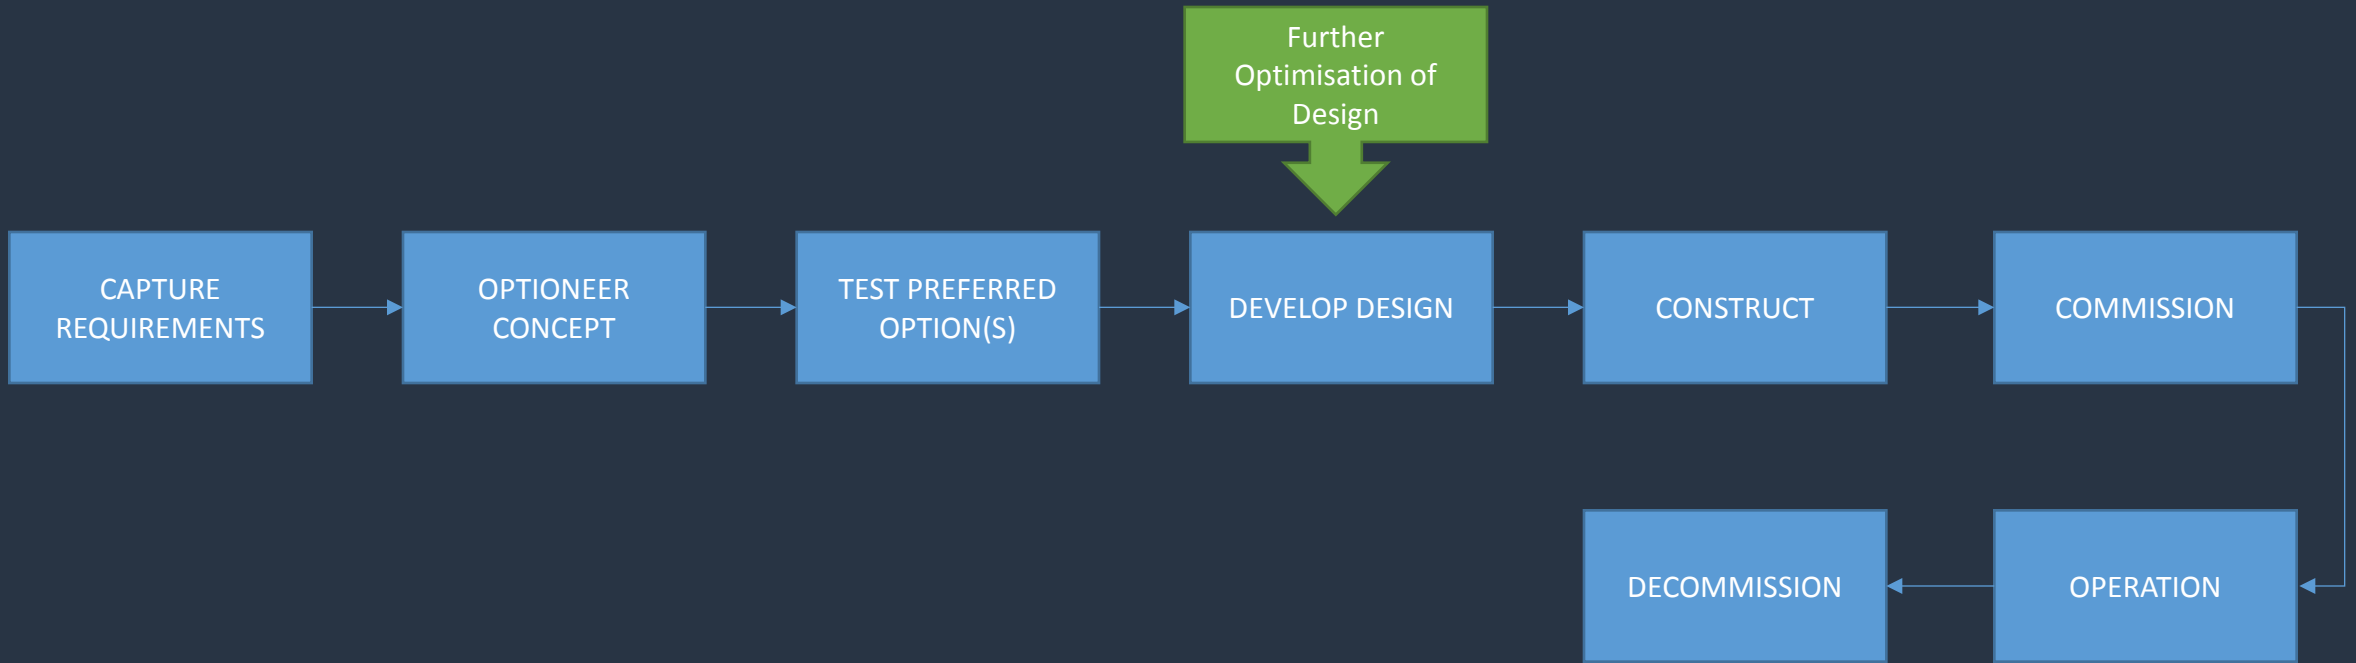 Further
Optimisation of
Design
CAPTURE
REQUIREMENTS
OPTIONEER
CONCEPT
TEST PREFERRED
OPTION(S)
DEVELOP DESIGN
CONSTRUCT
COMMISSION
DECOMMISSION
OPERATION